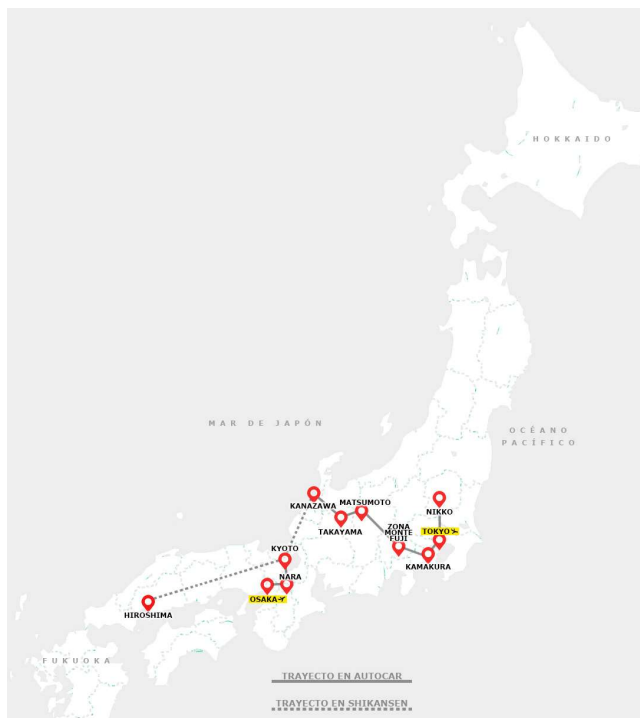 HOKKAIDO
MAR DE JAPÓN
OCÉANO
PACÍFICO
KANAZAWA
MATSUMOTO
TAKAYAMA
NIKKO
ZONA
MONTE
FUJI
TOKYO
KAMAKURA
KYOTO
NARA
OSAKA
HIROSHIMA
FUKUOKA
TRAYECTO EN AUTOCAR
TRAYECTO EN SHIKANSEN